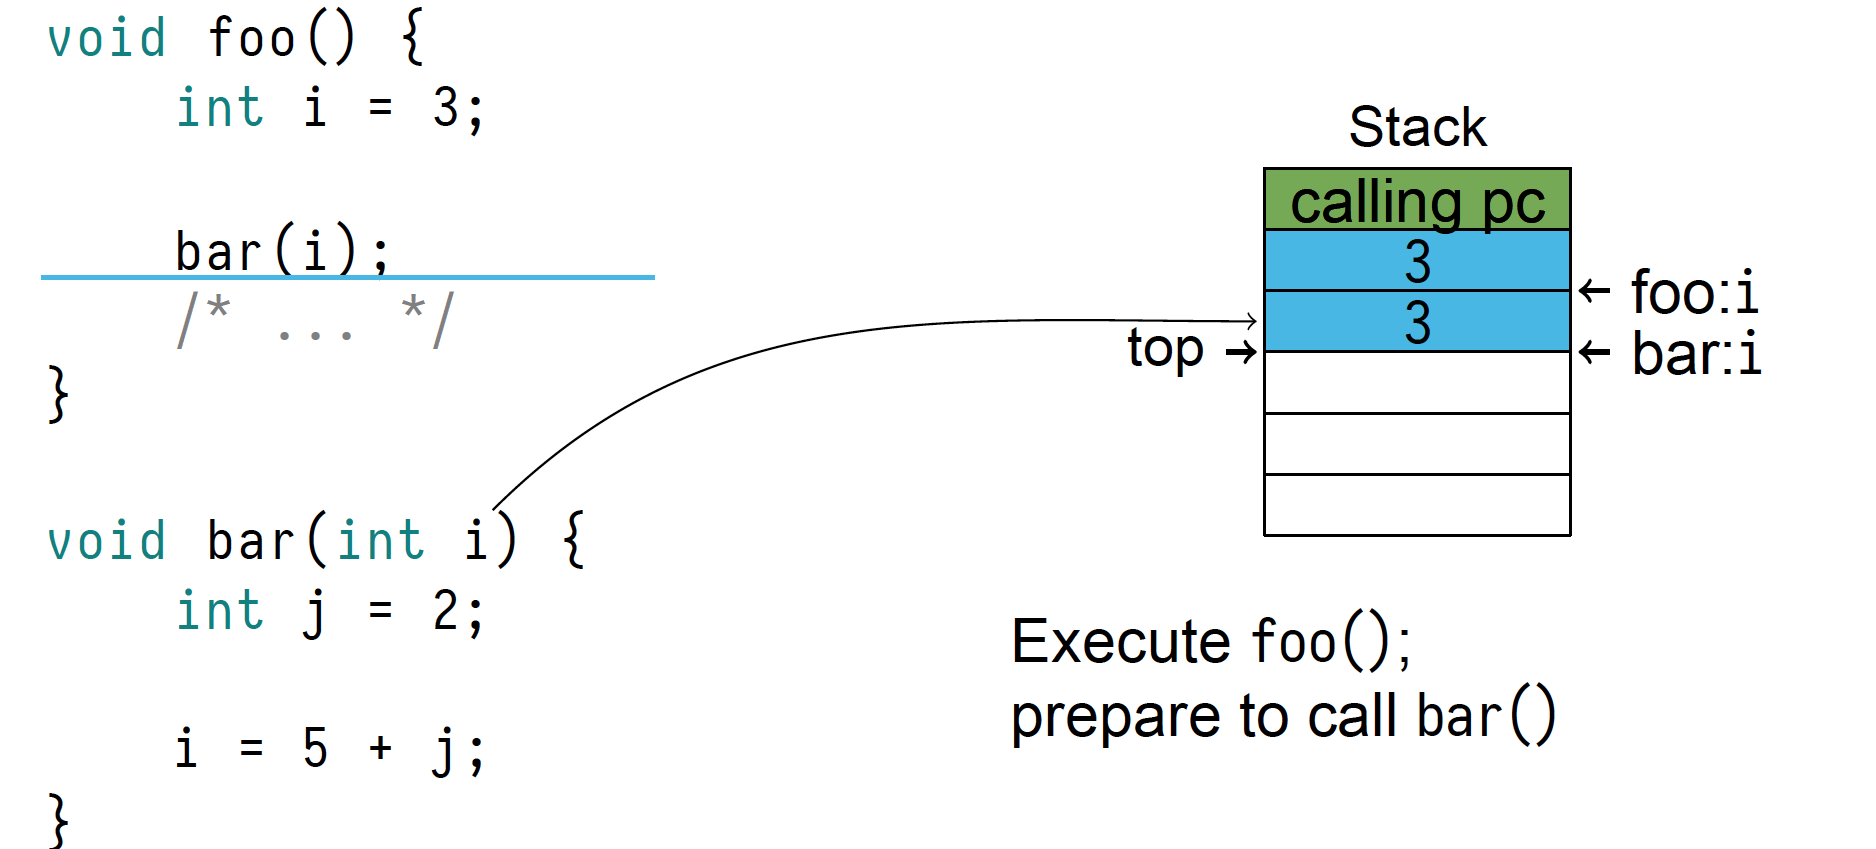 void foo() {
    int i = 3;
    bar(i);
    /* ... */
}
void bar(int i) {
    int j = 2;
    i = 5 + j;
}
Stack
calling pc
3
3
top
foo:i
bar:i
Execute foo();
prepare to call bar()